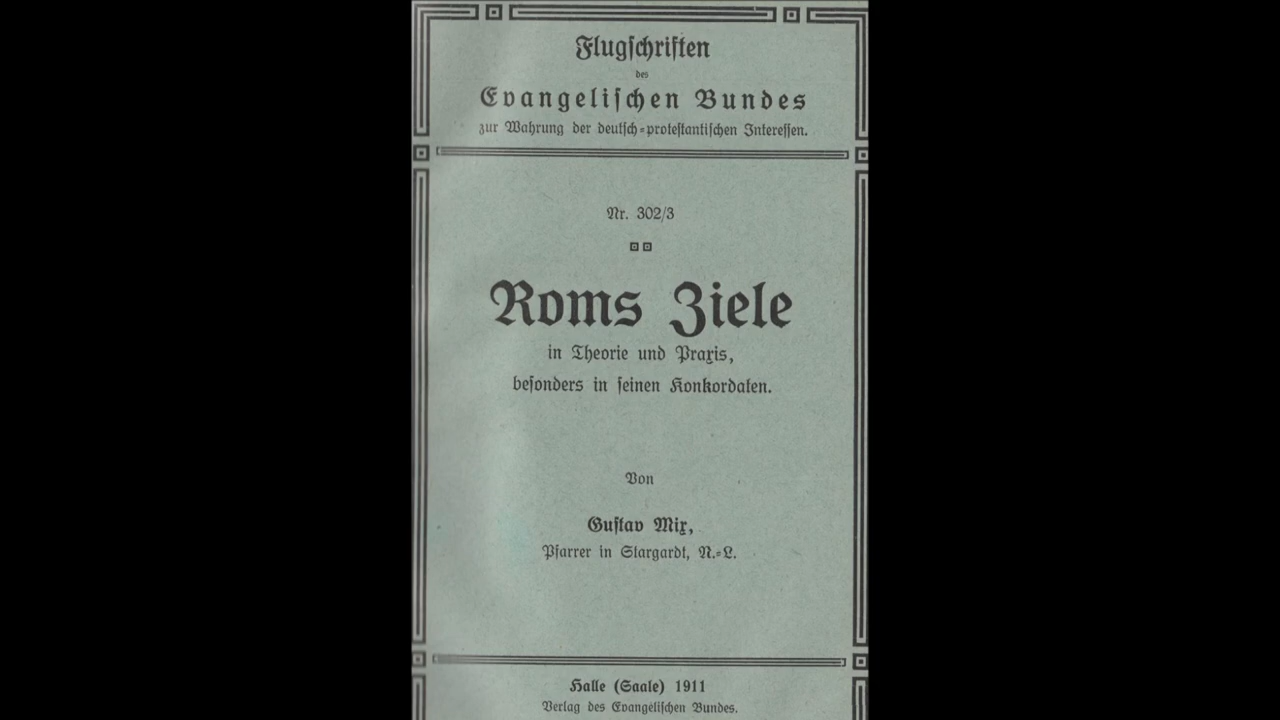 Flugschriften
des
Evangelischen Bundes
zur Wahrung der deutsch-protestantischen Interessen.
Nr. 302/3
Roms Ziele
in Theorie und Praxis,
besonders in seinen Konkordaten.
Von
Gustav Mix,
Pfarrer in Stargardt, N.-L.
Halle (Saale) 1911
Verlag des Evangelischen Bundes.